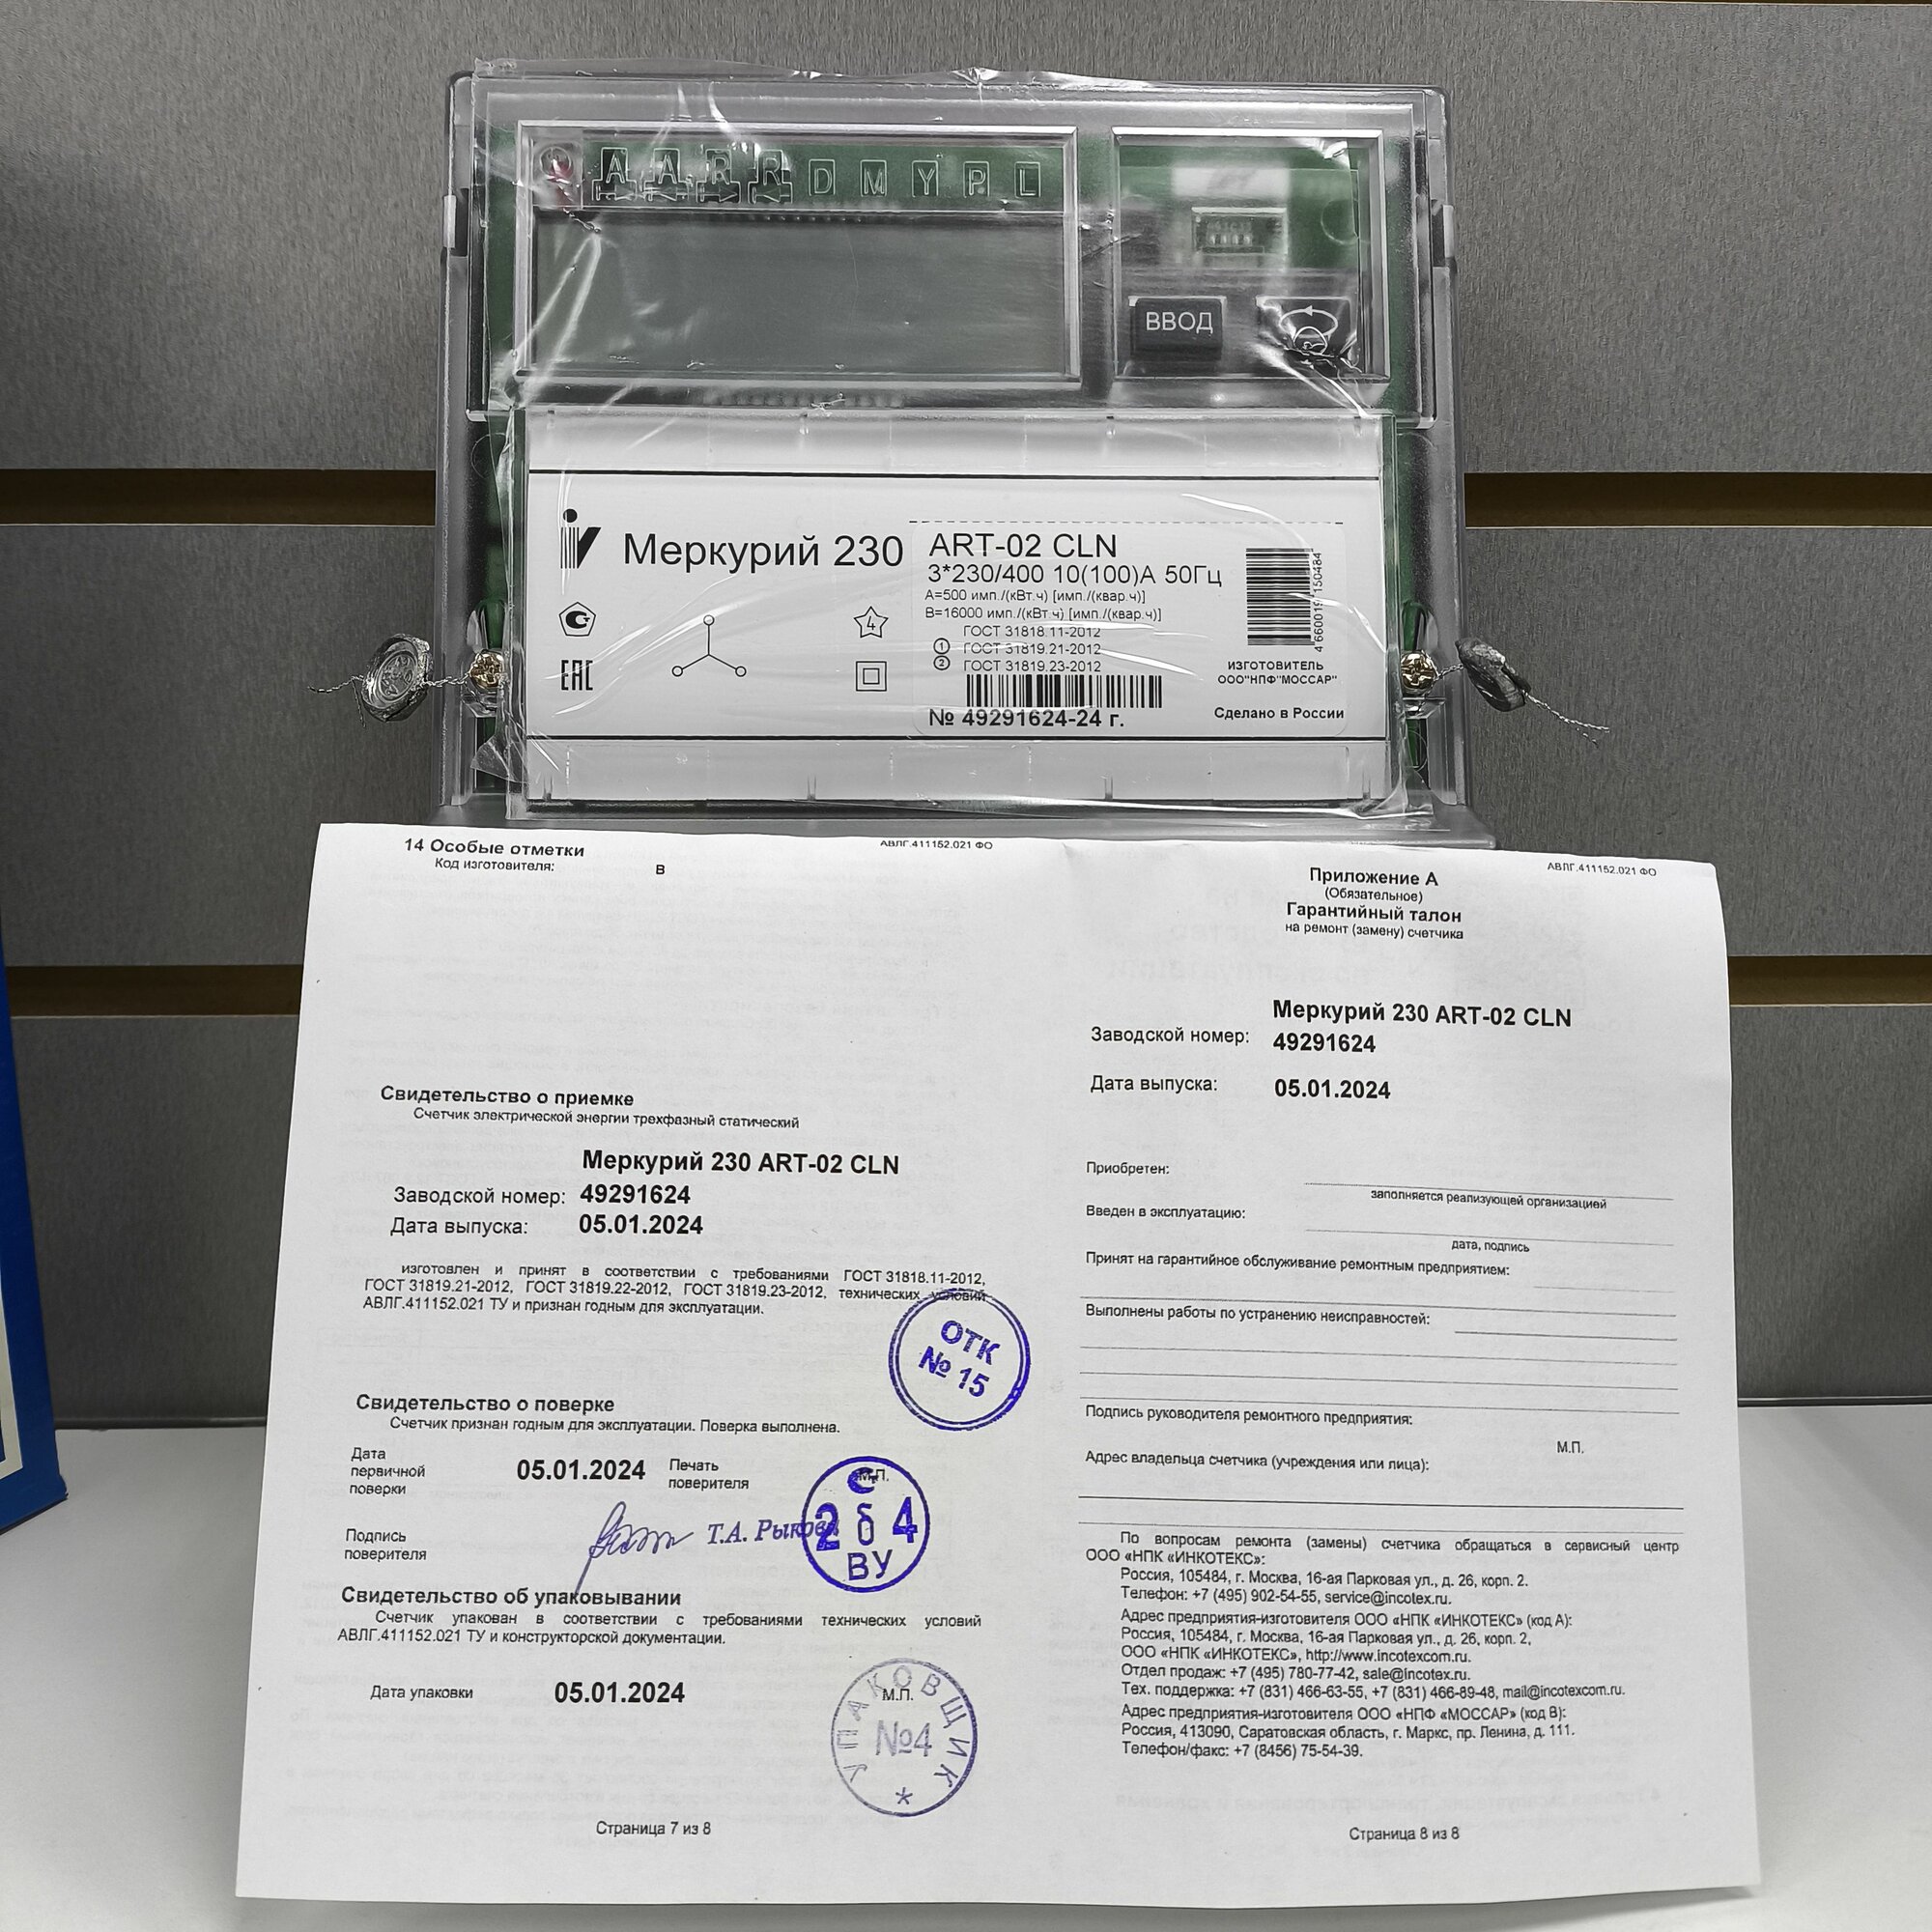 A A R R D M Y P L
ВВОД
Меркурий 230
ART-02 CLN
3*230/400 10(100)А 50Гц
А=500 имп./(кВт.ч) [имп./(квар.ч)]
В=16000 имп./(кВт.ч) [имп./(квар.ч)]
ГОСТ 31818.11-2012
1 ГОСТ 31819.21-2012
2 ГОСТ 31819.23-2012
4
EAC
№ 49291624-24 г.
4660019150484
ИЗГОТОВИТЕЛЬ
ООО"НПФ"МОССАР"
Сделано в России
14 Особые отметки
АВЛГ.411152.021 ФО
Код изготовителя: В
Свидетельство о приемке
Счетчик электрической энергии трехфазный статический
Меркурий 230 ART-02 CLN
Заводской номер: 49291624
Дата выпуска: 05.01.2024
изготовлен и принят в соответствии с требованиями ГОСТ 31818.11-2012,
ГОСТ 31819.21-2012, ГОСТ 31819.22-2012, ГОСТ 31819.23-2012, технических условий
АВЛГ.411152.021 ТУ и признан годным для эксплуатации.
ОТК
№ 15
Свидетельство о поверке
Счетчик признан годным для эксплуатации. Поверка выполнена.
Дата
первичной
поверки
05.01.2024
Печать
поверителя
М.П.
2 б 4
ВУ
Подпись
поверителя
Т.А. Рыкова
Свидетельство об упаковывании
Счетчик упакован в соответствии с требованиями технических условий
АВЛГ.411152.021 ТУ и конструкторской документации.
Дата упаковки 05.01.2024
М.П.
УПАКОВЩИК *
№4
Страница 7 из 8
АВЛГ.411152.021 ФО
Приложение А
(Обязательное)
Гарантийный талон
на ремонт (замену) счетчика
Меркурий 230 ART-02 CLN
Заводской номер: 49291624
Дата выпуска: 05.01.2024
Приобретен:
заполняется реализующей организацией
Введен в эксплуатацию:
дата, подпись
Принят на гарантийное обслуживание ремонтным предприятием:
Выполнены работы по устранению неисправностей:
Подпись руководителя ремонтного предприятия:
М.П.
Адрес владельца счетчика (учреждения или лица):
По вопросам ремонта (замены) счетчика обращаться в сервисный центр
ООО «НПК «ИНКОТЕКС»:
Россия, 105484, г. Москва, 16-ая Парковая ул., д. 26, корп. 2.
Телефон: +7 (495) 902-54-55, service@incotex.ru.
Адрес предприятия-изготовителя ООО «НПК «ИНКОТЕКС» (код А):
Россия, 105484, г. Москва, 16-ая Парковая ул., д. 26, корп. 2,
ООО «НПК «ИНКОТЕКС», http://www.incotexcom.ru.
Отдел продаж: +7 (495) 780-77-42, sale@incotex.ru.
Тех. поддержка: +7 (831) 466-63-55, +7 (831) 466-89-48, mail@incotexcom.ru.
Адрес предприятия-изготовителя ООО «НПФ «МОССАР» (код В):
Россия, 413090, Саратовская область, г. Маркс, пр. Ленина, д. 111.
Телефон/факс: +7 (8456) 75-54-39.
Страница 8 из 8